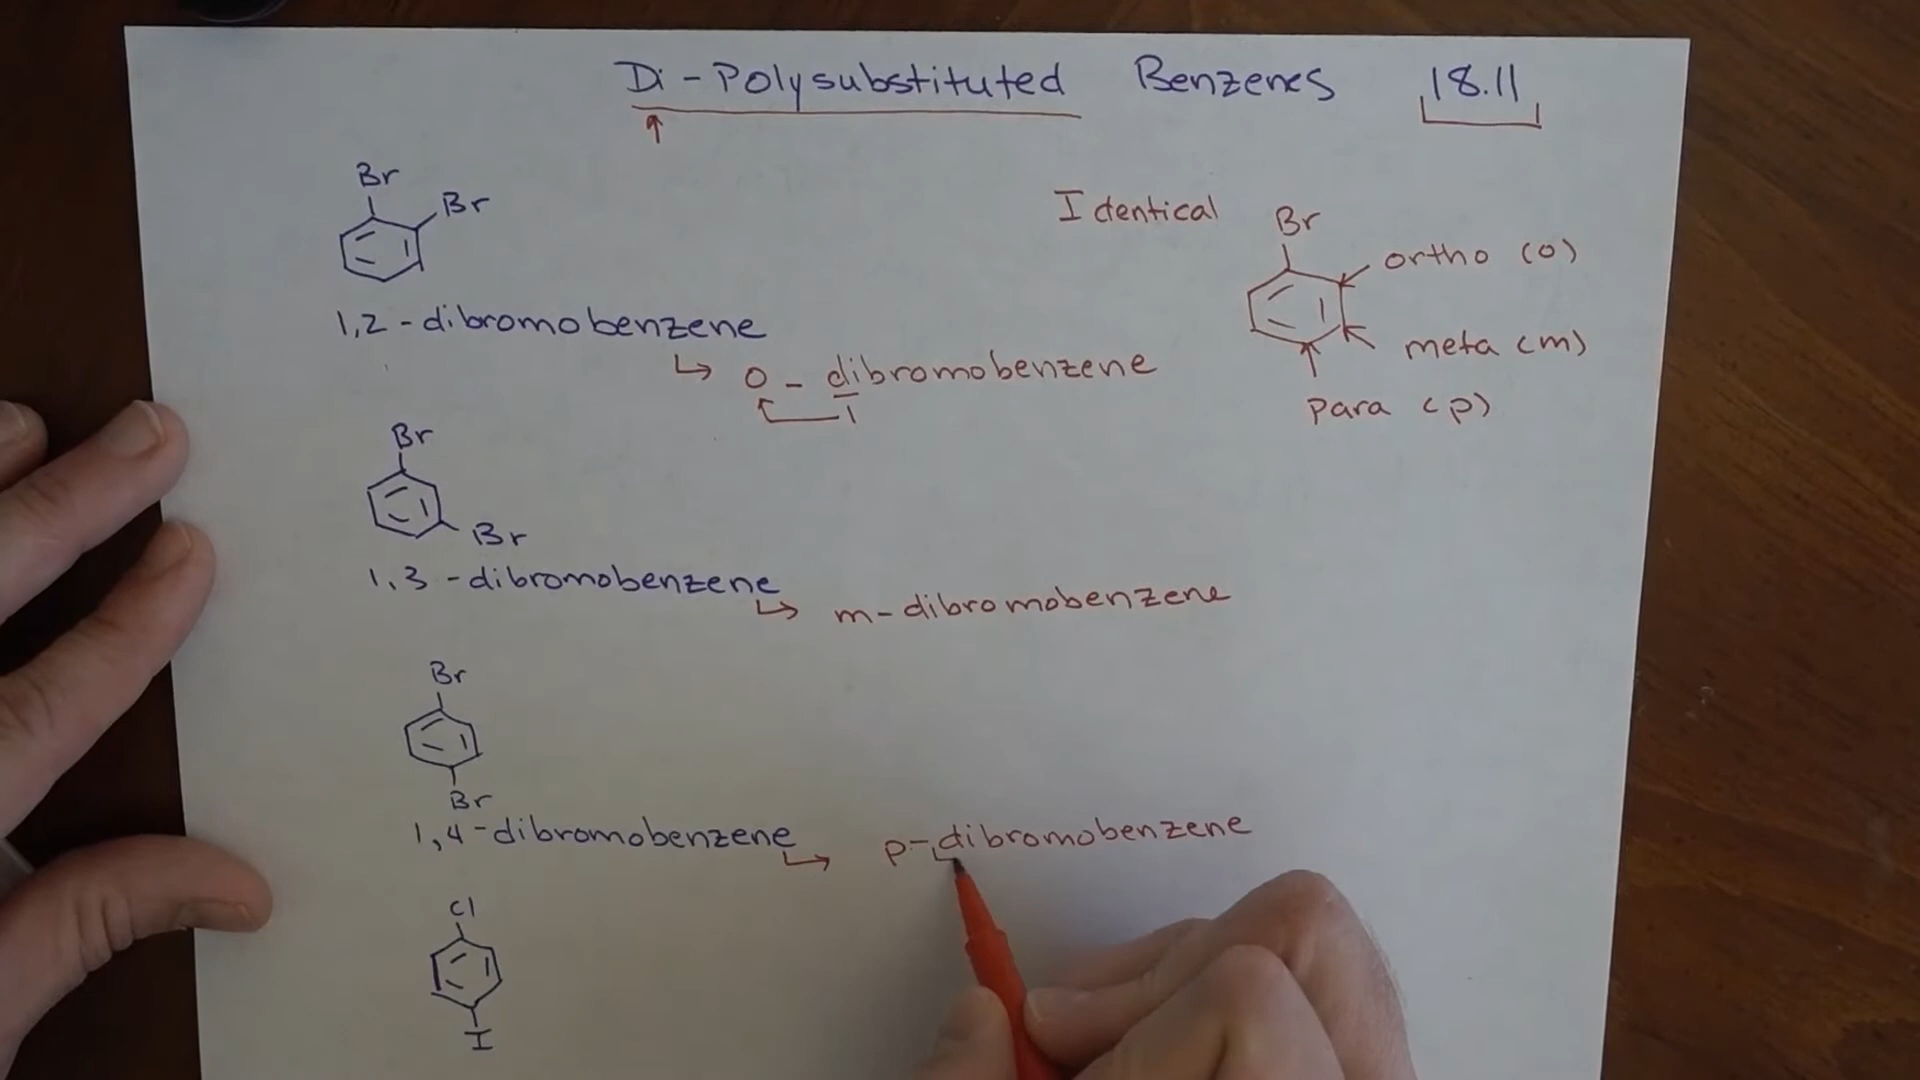 Di - Polysubstituted Benzenes 18.11
Br
Br
1,2 - dibromobenzene
o - dibromobenzene
Identical
Br
ortho (o)
meta (m)
para (p)
Br
Br
1,3 - dibromobenzene
m - dibromobenzene
Br
Br
1,4 - dibromobenzene
p - dibromobenzene
Cl
I